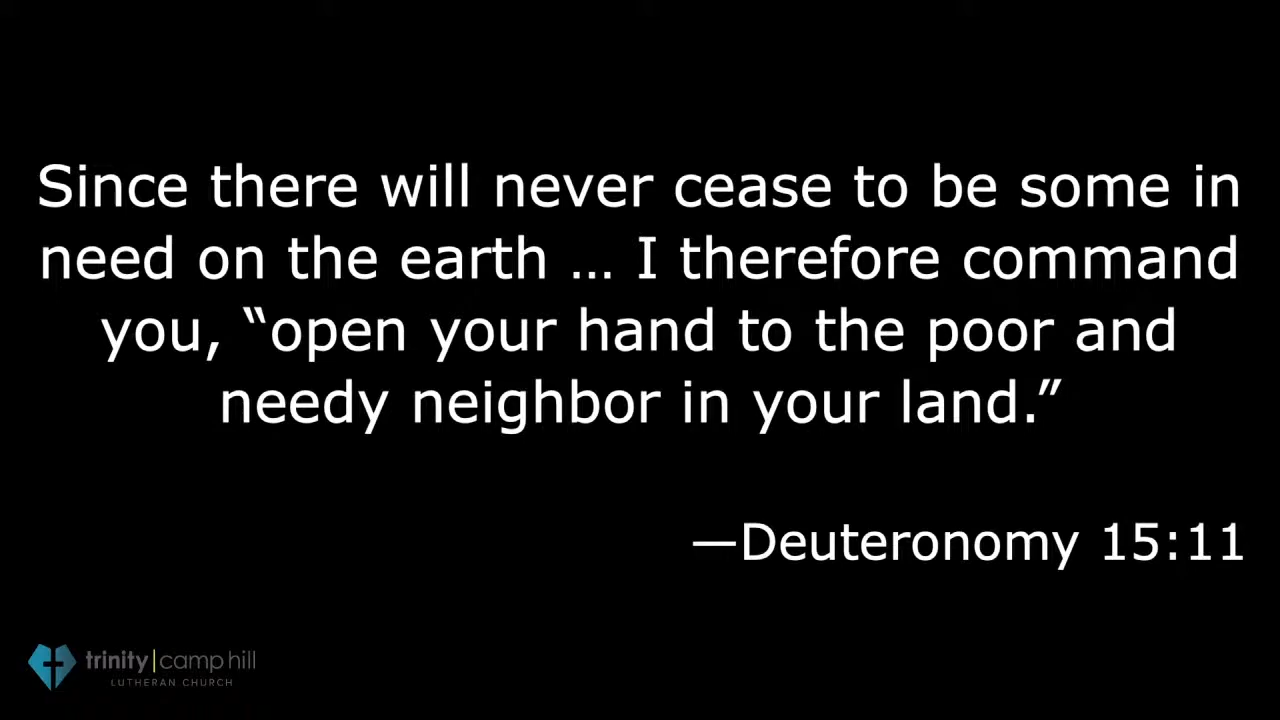 Since there will never cease to be some in
need on the earth … I therefore command
you, “open your hand to the poor and
needy neighbor in your land.”
—Deuteronomy 15:11
trinity|camp hill
LUTHERAN CHURCH